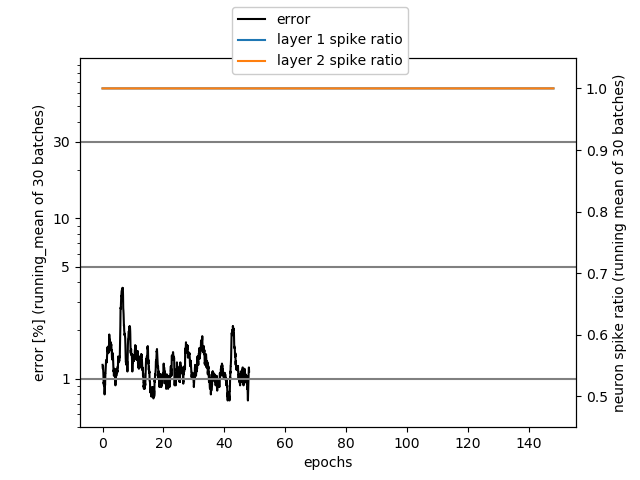 error
layer 1 spike ratio
layer 2 spike ratio
error [%] (running_mean of 30 batches)
30
10
5
1
1.0
0.9
0.8
0.7
0.6
0.5
neuron spike ratio (running mean of 30 batches)
0 20 40 60 80 100 120 140
epochs